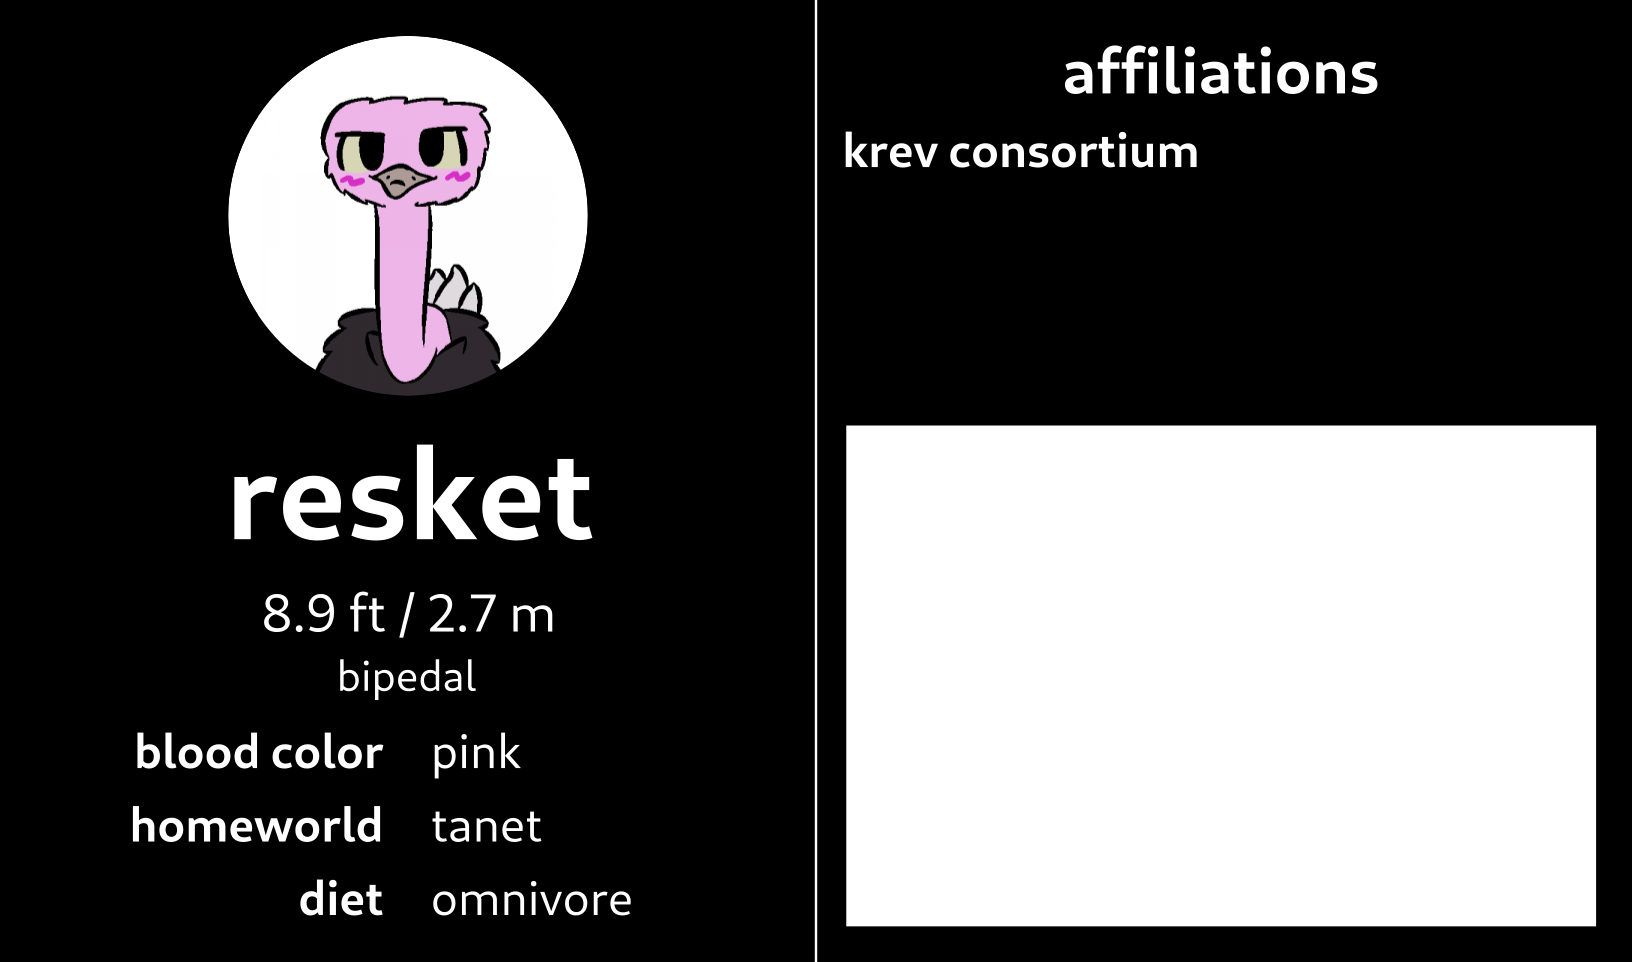 resket
8.9 ft / 2.7 m
bipedal
blood color pink
homeworld tanet
diet omnivore
affiliations
krev consortium